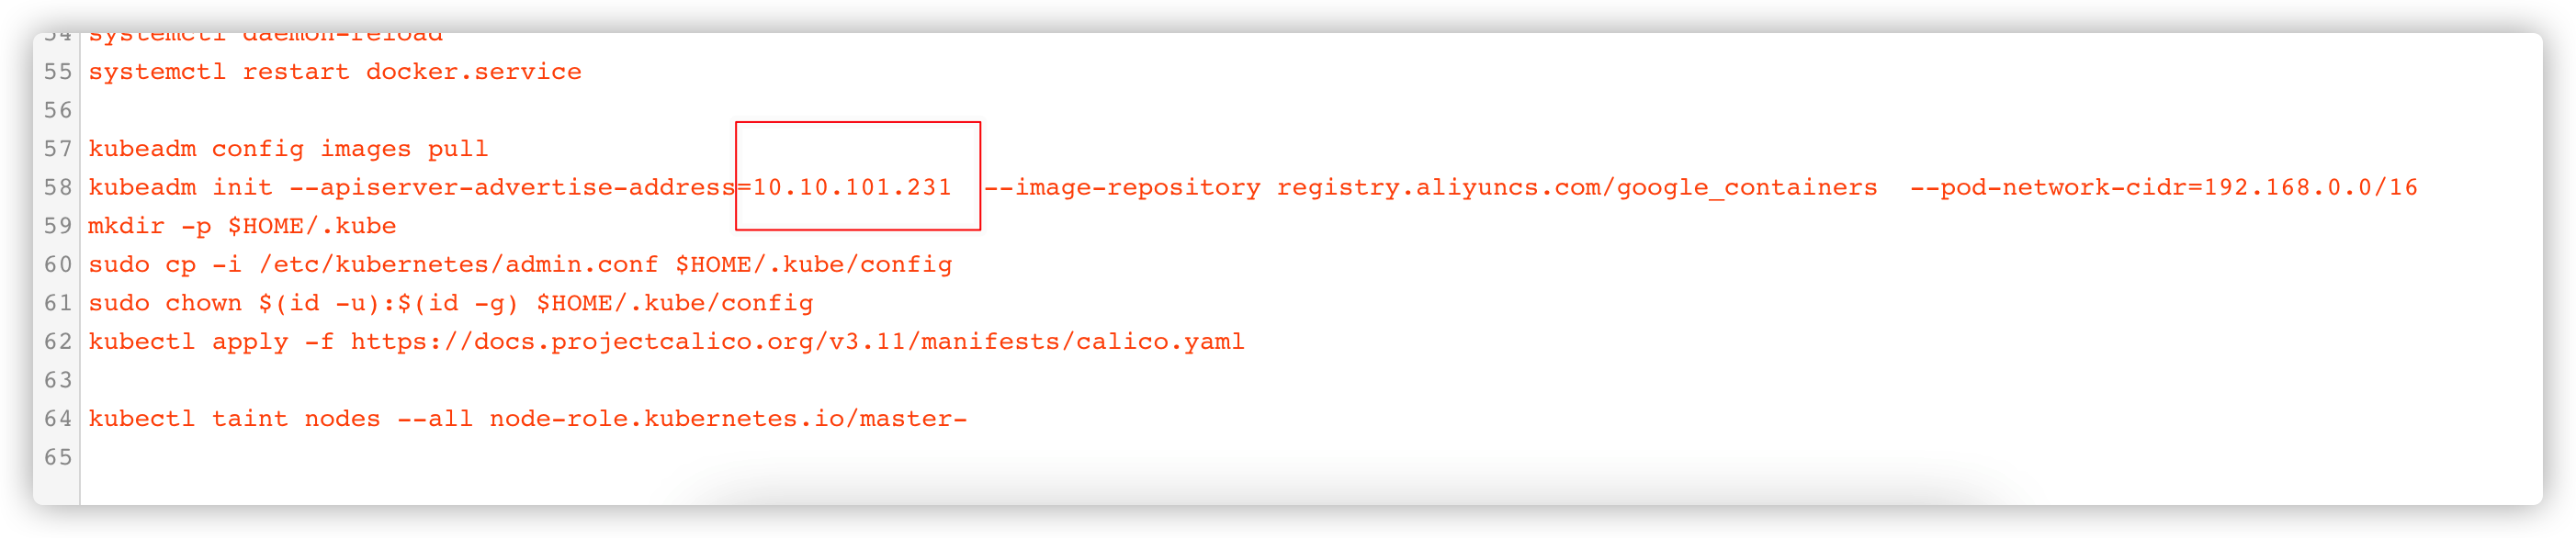 54 systemctl daemon-reload
55 systemctl restart docker.service
56
57 kubeadm config images pull
58 kubeadm init --apiserver-advertise-address=10.10.101.231  --image-repository registry.aliyuncs.com/google_containers  --pod-network-cidr=192.168.0.0/16
59 mkdir -p $HOME/.kube
60 sudo cp -i /etc/kubernetes/admin.conf $HOME/.kube/config
61 sudo chown $(id -u):$(id -g) $HOME/.kube/config
62 kubectl apply -f https://docs.projectcalico.org/v3.11/manifests/calico.yaml
63
64 kubectl taint nodes --all node-role.kubernetes.io/master-
65